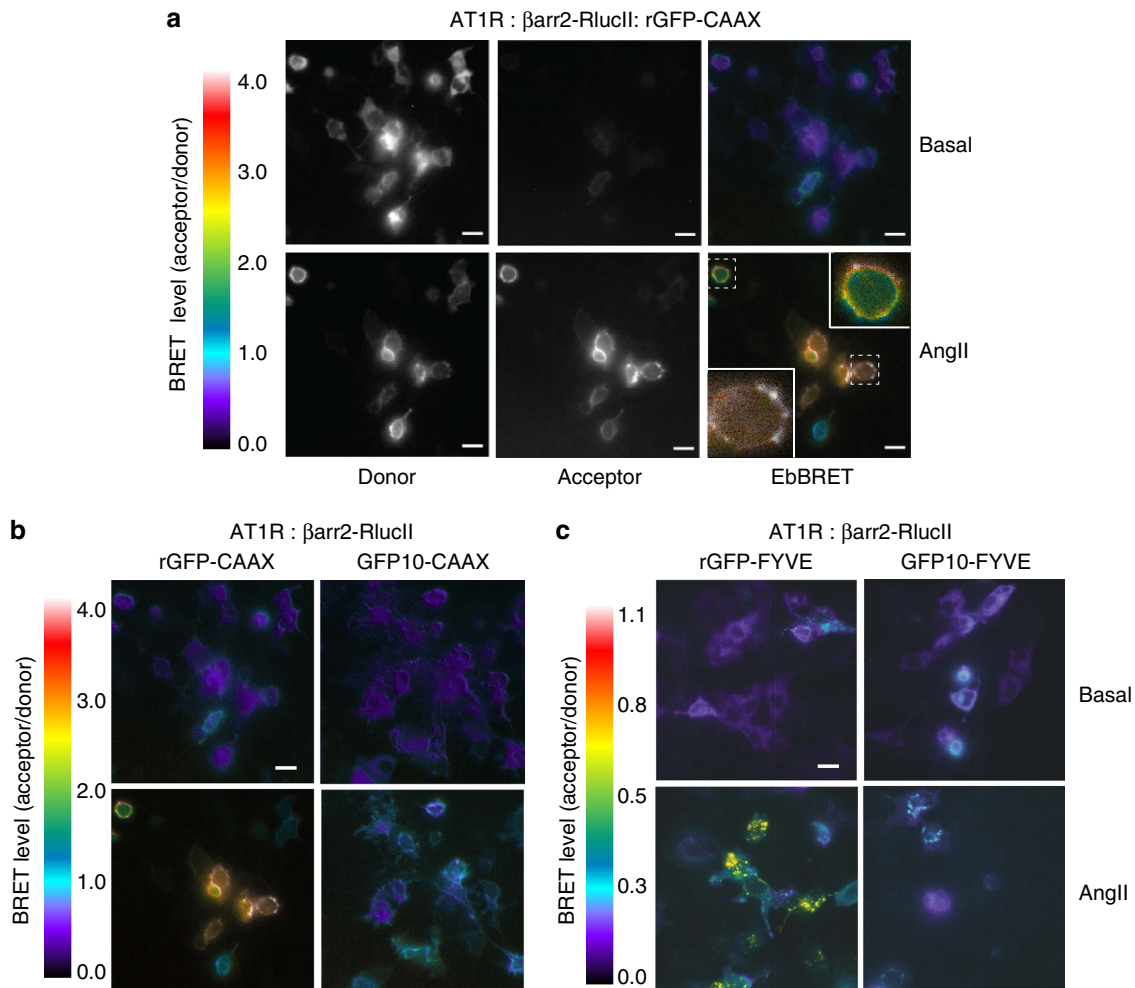 a
AT1R : βarr2-RlucII: rGFP-CAAX
BRET level (acceptor/donor)
4.0
3.0
2.0
1.0
0.0
Basal
AngII
Donor
Acceptor
EbBRET
b
AT1R : βarr2-RlucII
rGFP-CAAX
GFP10-CAAX
BRET level (acceptor/donor)
4.0
3.0
2.0
1.0
0.0
c
AT1R : βarr2-RlucII
rGFP-FYVE
GFP10-FYVE
BRET level (acceptor/donor)
1.1
0.8
0.5
0.3
0.0
Basal
AngII